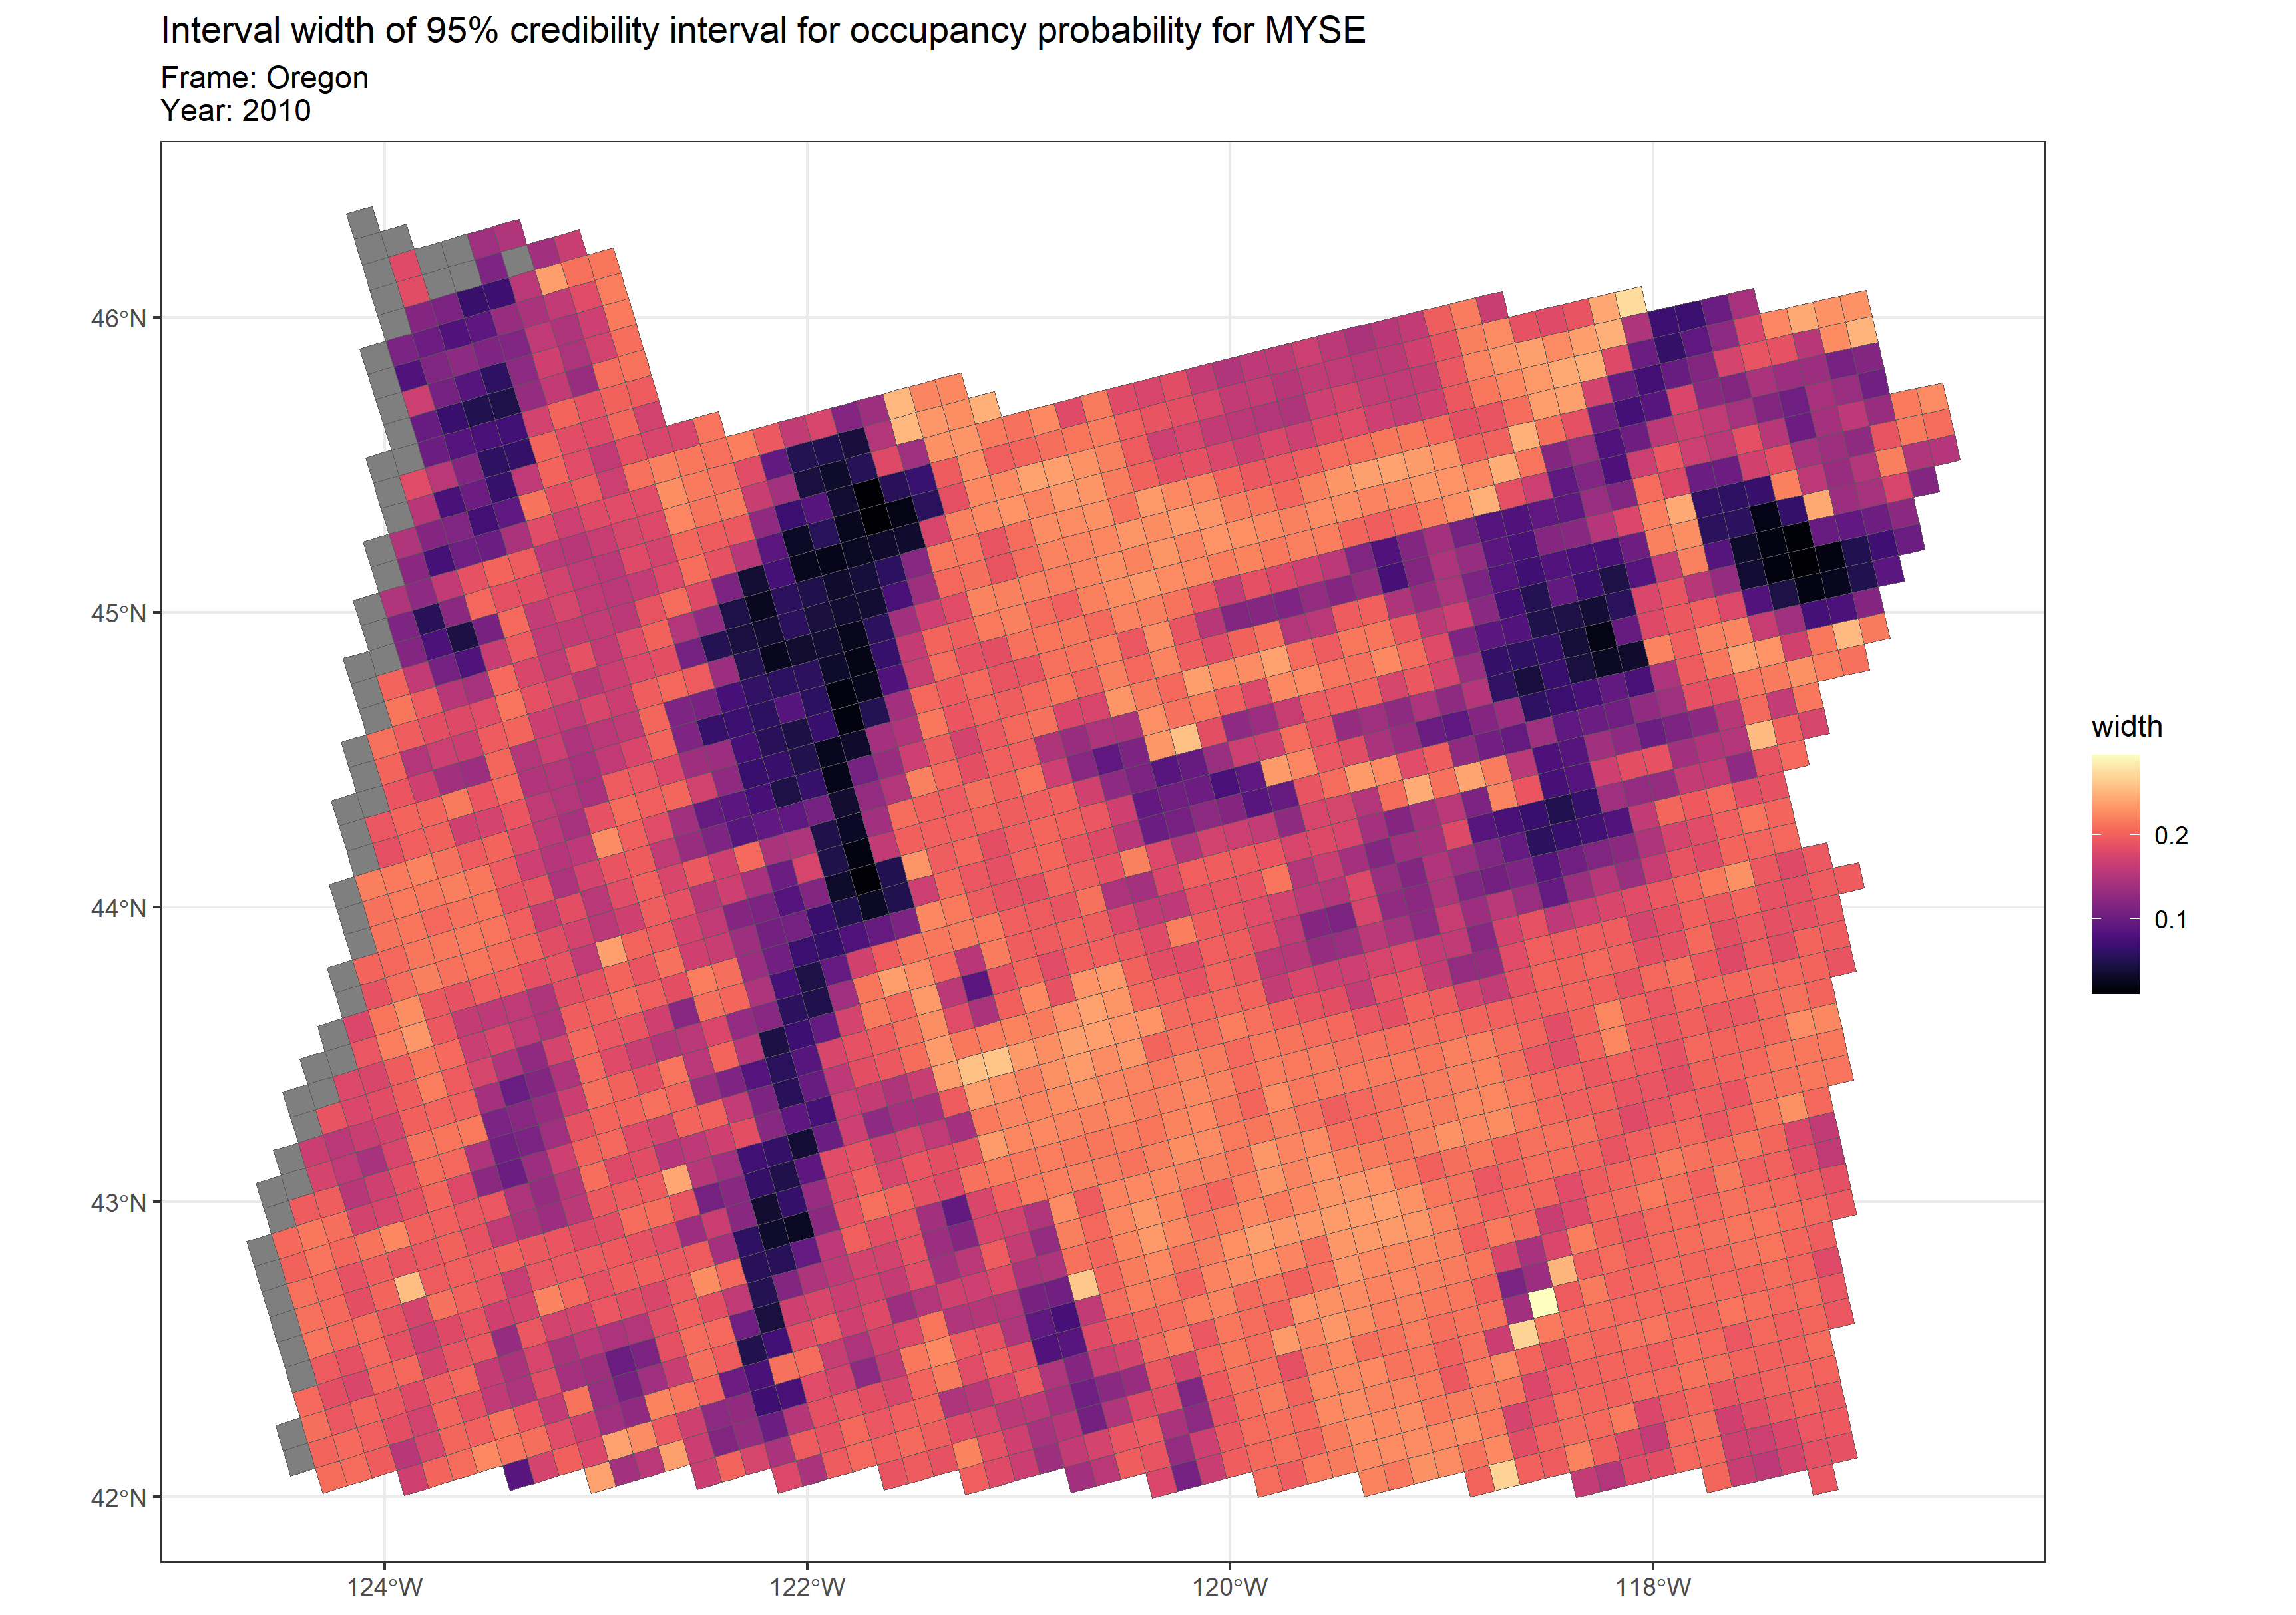 Interval width of 95% credibility interval for occupancy probability for MYSE
Frame: Oregon
Year: 2010
46°N
45°N
44°N
43°N
42°N
124°W
122°W
120°W
118°W
width
0.2
0.1